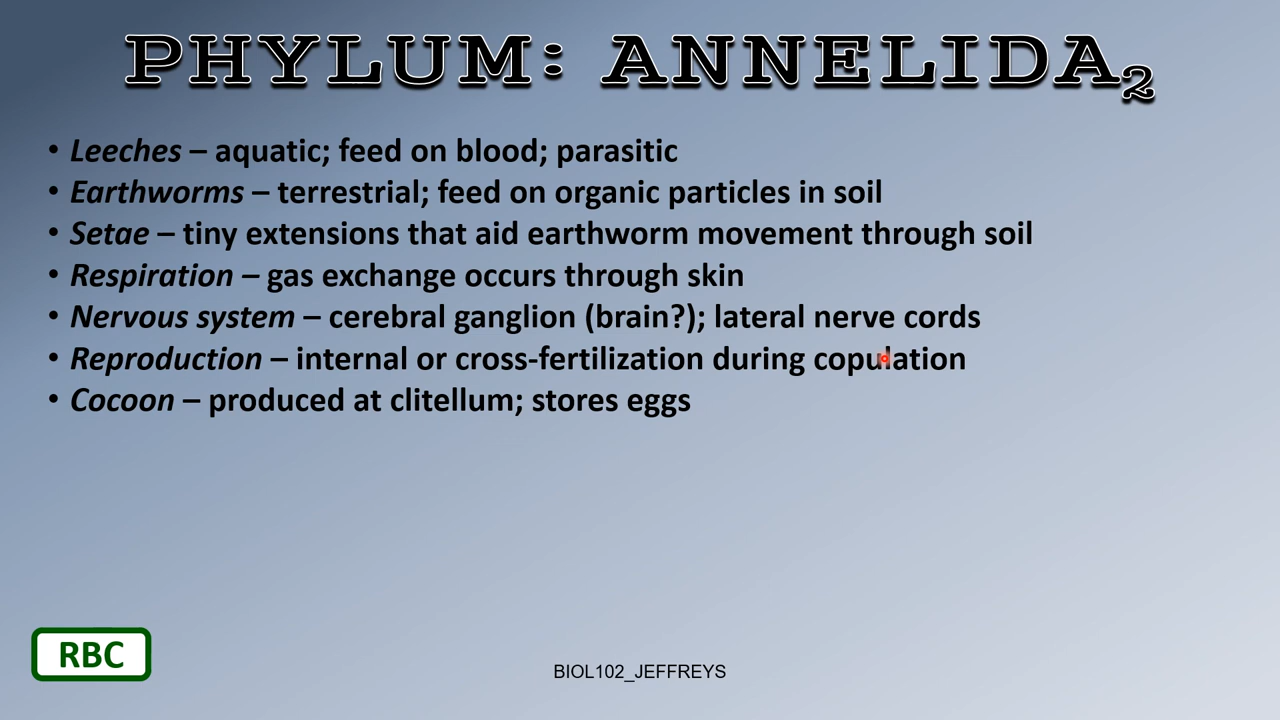 PHYLUM: ANNELIDA2
• Leeches – aquatic; feed on blood; parasitic
• Earthworms – terrestrial; feed on organic particles in soil
• Setae – tiny extensions that aid earthworm movement through soil
• Respiration – gas exchange occurs through skin
• Nervous system – cerebral ganglion (brain?); lateral nerve cords
• Reproduction – internal or cross-fertilization during copulation
• Cocoon – produced at clitellum; stores eggs
RBC
BIOL102_JEFFREYS